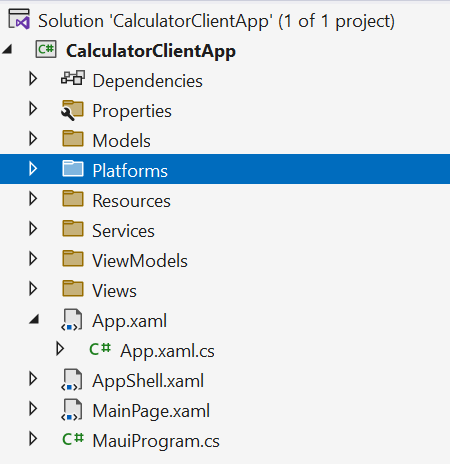 Solution 'CalculatorClientApp' (1 of 1 project)
C# CalculatorClientApp
Dependencies
Properties
Models
Platforms
Resources
Services
ViewModels
Views
App.xaml
C# App.xaml.cs
AppShell.xaml
MainPage.xaml
C# MauiProgram.cs